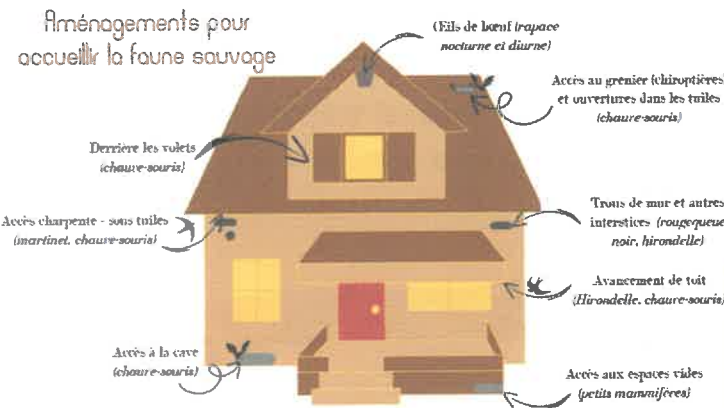 Aménagements pour
accueillir la faune sauvage
Œils de bœuf (rapace
nocturne et diurne)
Accès au grenier (chiroptières)
et ouvertures dans les tuiles
(chauve-souris)
Derrière les volets
(chauve-souris)
Accès charpente - sous tuiles
(martinet, chauve-souris)
Trous de mur et autres
interstices (rougequeue
noir, hirondelle)
Avancement de toit
(Hirondelle, chauve-souris)
Accès à la cave
(chauve-souris)
Accès aux espaces vides
(petits mammifères)